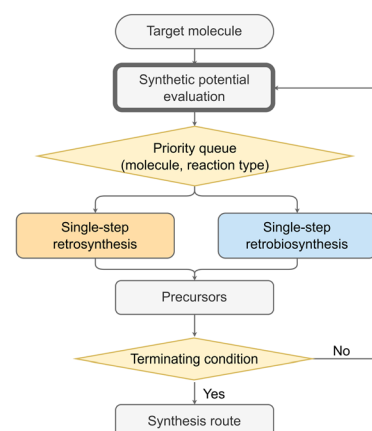 Target molecule
Synthetic potential
evaluation
Priority queue
(molecule, reaction type)
Single-step
retrosynthesis
Single-step
retrobiosynthesis
Precursors
Terminating condition
No
Yes
Synthesis route